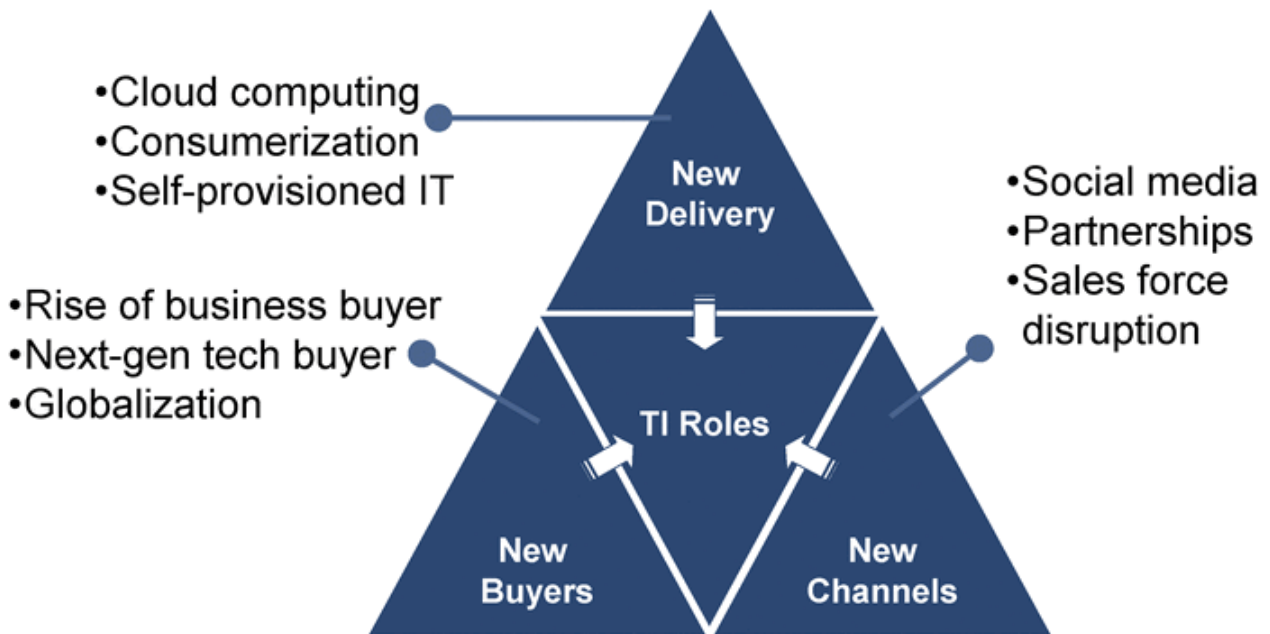 •Cloud computing
•Consumerization
•Self-provisioned IT
New
Delivery
•Social media
•Partnerships
•Sales force
disruption
•Rise of business buyer
•Next-gen tech buyer
•Globalization
TI Roles
New
Buyers
New
Channels